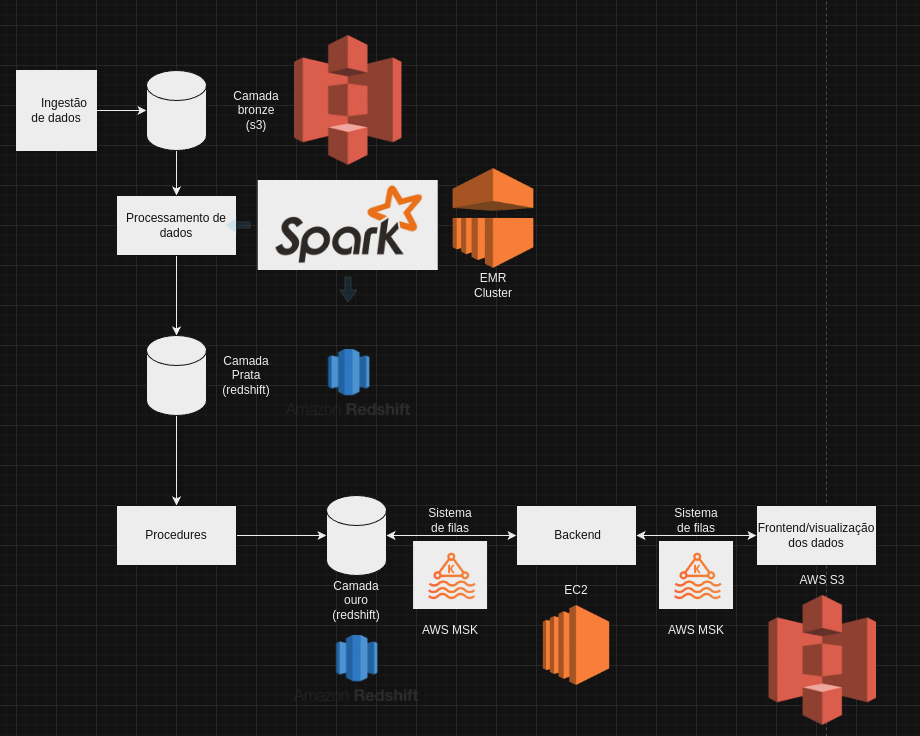 Ingestão
de dados
Camada
bronze
(s3)
Processamento de
dados
Spark
EMR
Cluster
Camada
Prata
(redshift)
Amazon Redshift
Procedures
Camada
ouro
(redshift)
Amazon Redshift
Sistema
de filas
K
AWS MSK
Backend
EC2
Sistema
de filas
K
AWS MSK
Frontend/visualização
dos dados
AWS S3